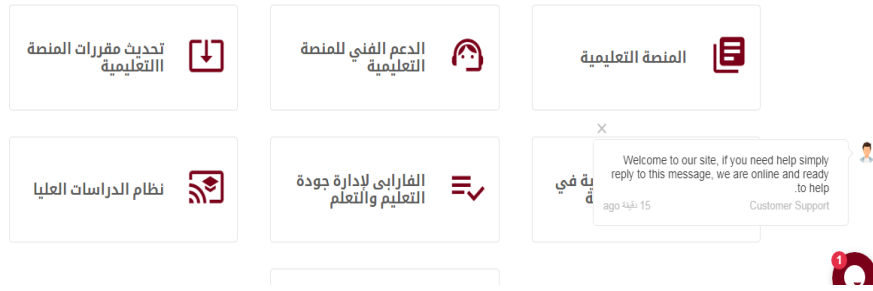 المنصة التعليمية
الدعم الفني للمنصة
التعليمية
تحديث مقررات المنصة
االتعليمية
ية في
ة
Welcome to our site, if you need help simply
reply to this message, we are online and ready
.to help
ago دقيقة 15
Customer Support
الفارابى لإدارة جودة
التعليم والتعلم
نظام الدراسات العليا
1